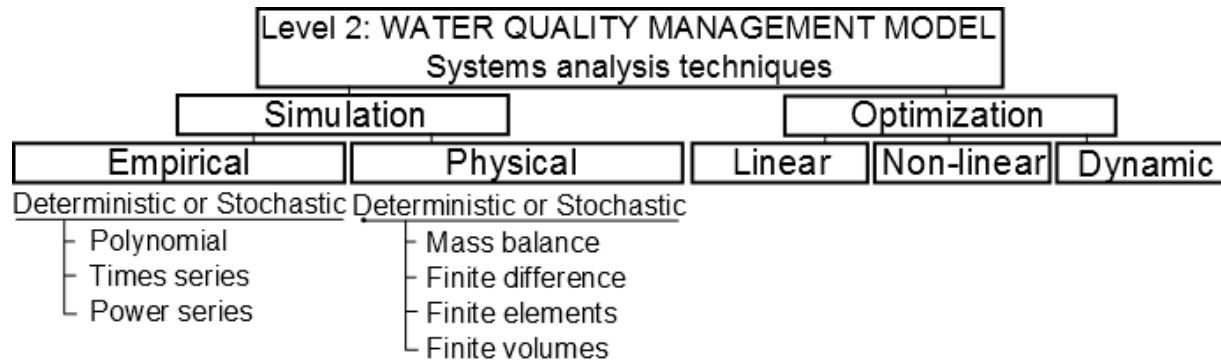 Level 2: WATER QUALITY MANAGEMENT MODEL
Systems analysis techniques
Simulation
Optimization
Empirical
Physical
Linear
Non-linear
Dynamic
Deterministic or Stochastic
Polynomial
Times series
Power series
Deterministic or Stochastic
Mass balance
Finite difference
Finite elements
Finite volumes